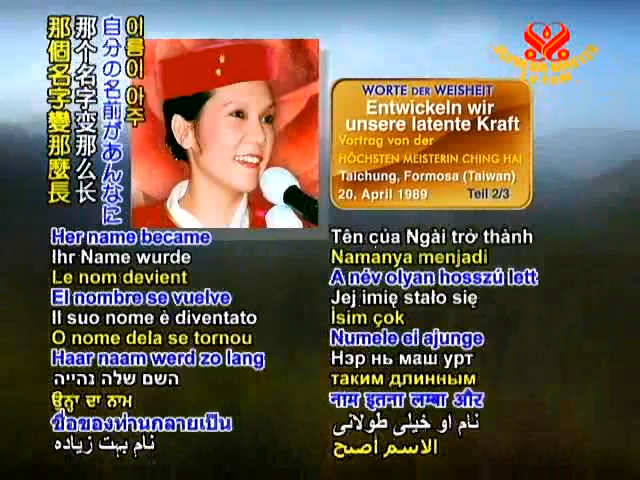 이름이 아주
自分の名前があんなに
那个名字变那么长
那個名字變那麼長
SUPREME MASTER
TV.COM
WORTE DER WEISHEIT
Entwickeln wir
unsere latente Kraft
Vortrag von der
HÖCHSTEN MEISTERIN CHING HAI
Taichung, Formosa (Taiwan)
20. April 1989
Teil 2/3
Her name became
Ihr Name wurde
Le nom devient
El nombre se vuelve
Il suo nome è diventato
O nome dela se tornou
Haar naam werd zo lang
השם שלה נהייה
ਉਨ੍ਹਾ ਦਾ ਨਾਮ
ชื่อของท่านกลายเป็น
نام بہت زیادہ
Tên của Ngài trở thành
Namanya menjadi
A név olyan hosszú lett
Jej imię stało się
İsim çok
Numele ei ajunge
Нэр нь маш урт
таким длинным
नाम इतना लम्बा और
نام او خیلی طولانی
الاسم أصبح